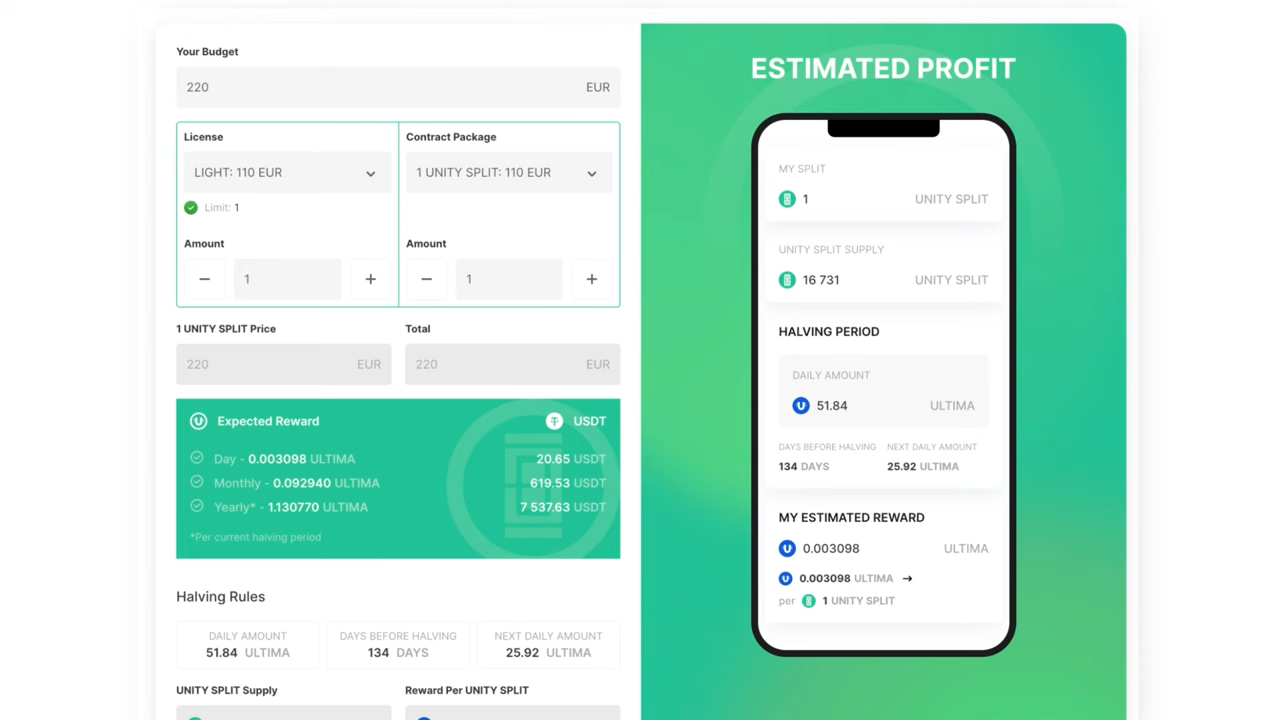 Your Budget
220 EUR
License
LIGHT: 110 EUR
Limit: 1
Amount
− 1 +
Contract Package
1 UNITY SPLIT: 110 EUR
Amount
− 1 +
1 UNITY SPLIT Price
220 EUR
Total
220 EUR
Expected Reward USDT
Day - 0.003098 ULTIMA 20.65 USDT
Monthly - 0.092940 ULTIMA 619.53 USDT
Yearly* - 1.130770 ULTIMA 7 537.63 USDT
*Per current halving period
Halving Rules
DAILY AMOUNT
51.84 ULTIMA
DAYS BEFORE HALVING
134 DAYS
NEXT DAILY AMOUNT
25.92 ULTIMA
UNITY SPLIT Supply
Reward Per UNITY SPLIT
ESTIMATED PROFIT
MY SPLIT
1 UNITY SPLIT
UNITY SPLIT SUPPLY
16 731 UNITY SPLIT
HALVING PERIOD
DAILY AMOUNT
51.84 ULTIMA
DAYS BEFORE HALVING
134 DAYS
NEXT DAILY AMOUNT
25.92 ULTIMA
MY ESTIMATED REWARD
0.003098 ULTIMA
0.003098 ULTIMA →
per 1 UNITY SPLIT